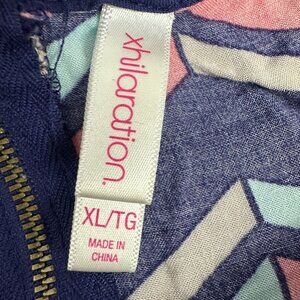 xhilaration.
XL/TG
MADE IN
CHINA